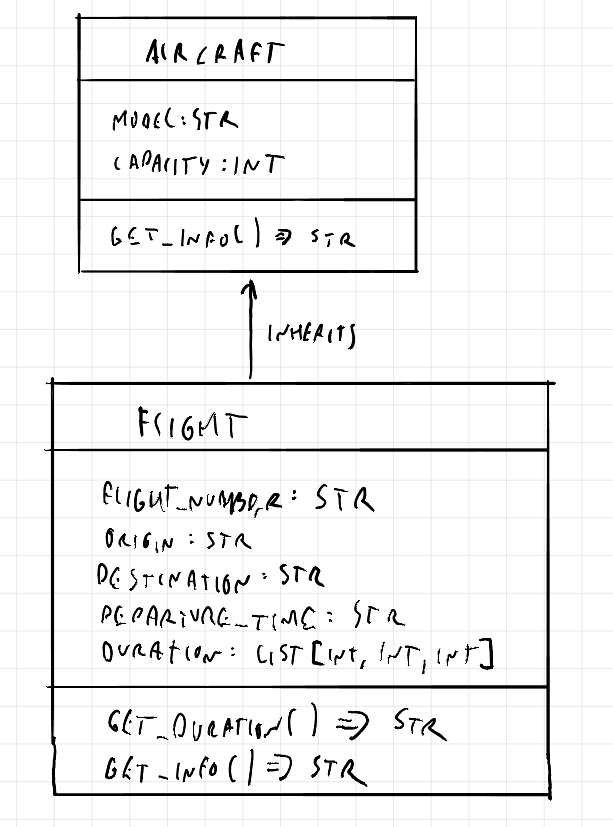 AIRCRAFT
MODEL: STR
CAPACITY: INT
GET_INFO() => STR
INHERITS
FLIGHT
FLIGHT_NUMBER: STR
ORIGIN: STR
DESTINATION: STR
DEPARTURE_TIME: STR
DURATION: LIST[INT, INT, INT]
GET_DURATION() => STR
GET_INFO() => STR